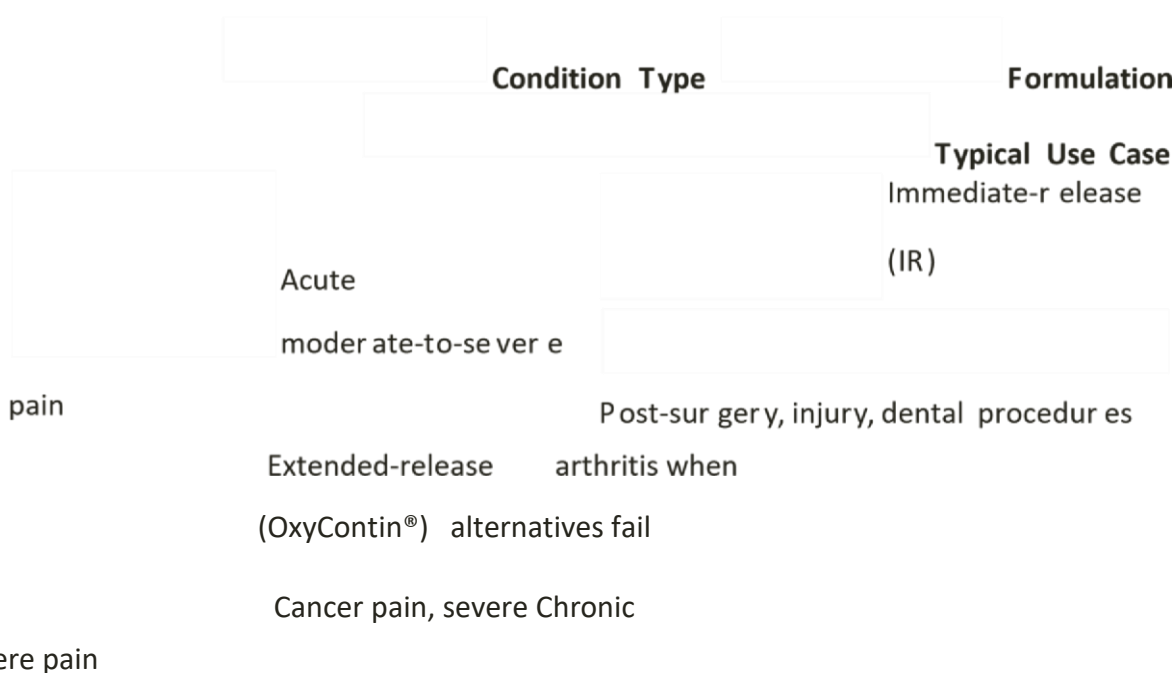 Condition Type Formulation
Typical Use Case
Immediate-r elease
(IR)
Acute
moder ate-to-se ver e
pain
P ost-sur ger y, injury, dental procedur es
Extended-release arthritis when
(OxyContin®) alternatives fail
Cancer pain, severe Chronic
ere pain